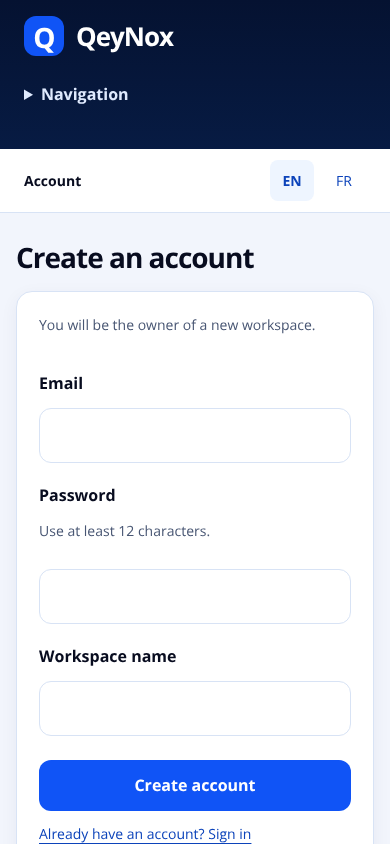 Q QeyNox
Navigation
Account EN FR
Create an account
You will be the owner of a new workspace.
Email
Password
Use at least 12 characters.
Workspace name
Create account
Already have an account? Sign in